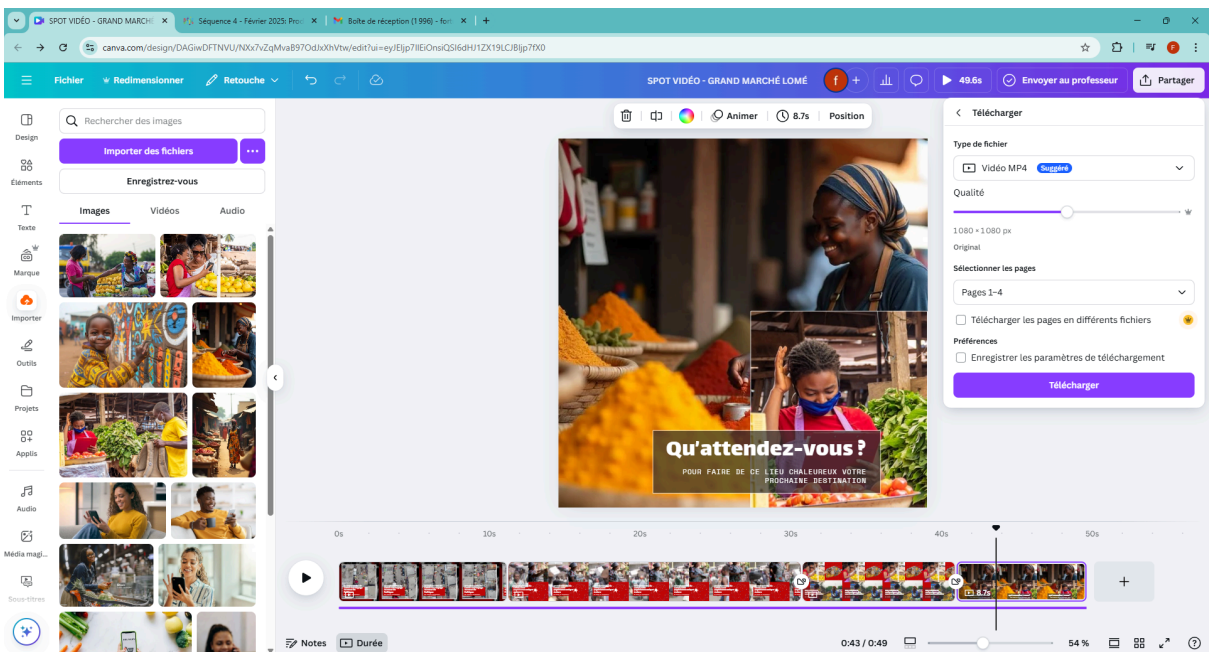 SPOT VIDÉO - GRAND MARCHÉ
Séquence 4 - Février 2025: Prod
Boîte de réception (1 996) - for
canva.com/design/DAGiwDFTNVU/NXx7vZqMvaB97OdJxXhVtw/edit?ui=eyJEIjp7IlEiOnsiQSI6dHJ1ZX19LCJBIjp7fX0
F
Fichier
Redimensionner
Retouche
SPOT VIDÉO - GRAND MARCHÉ LOMÉ
f
+
49.6s
Envoyer au professeur
Partager
Design
Éléments
Texte
Marque
Importer
Outils
Projets
Applis
Audio
Média magi...
Sous-titres
Rechercher des images
Importer des fichiers
Enregistrez-vous
Images Vidéos Audio
Animer
8.7s
Position
Qu'attendez-vous ?
POUR FAIRE DE CE LIEU CHALEUREUX VOTRE
PROCHAINE DESTINATION
Télécharger
Type de fichier
Vidéo MP4 Suggéré
Qualité
1 080 × 1 080 px
Original
Sélectionner les pages
Pages 1–4
Télécharger les pages en différents fichiers
Préférences
Enregistrer les paramètres de téléchargement
Télécharger
0s 10s 20s 30s 40s 50s
8.7s
+
Notes
Durée
0:43 / 0:49
54 %